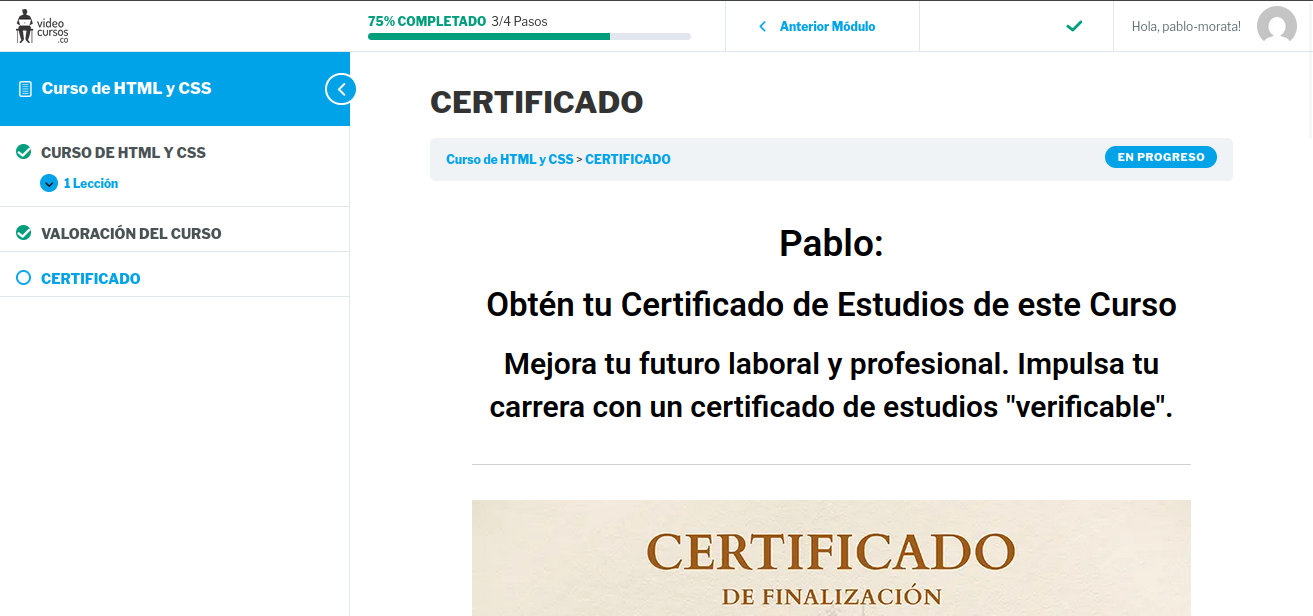 video
cursos
.co
75% COMPLETADO 3/4 Pasos
Anterior Módulo
Hola, pablo-morata!
Curso de HTML y CSS
CURSO DE HTML Y CSS
1 Lección
VALORACIÓN DEL CURSO
CERTIFICADO
CERTIFICADO
Curso de HTML y CSS > CERTIFICADO
EN PROGRESO
Pablo:
Obtén tu Certificado de Estudios de este Curso
Mejora tu futuro laboral y profesional. Impulsa tu
carrera con un certificado de estudios "verificable".
CERTIFICADO
DE FINALIZACIÓN